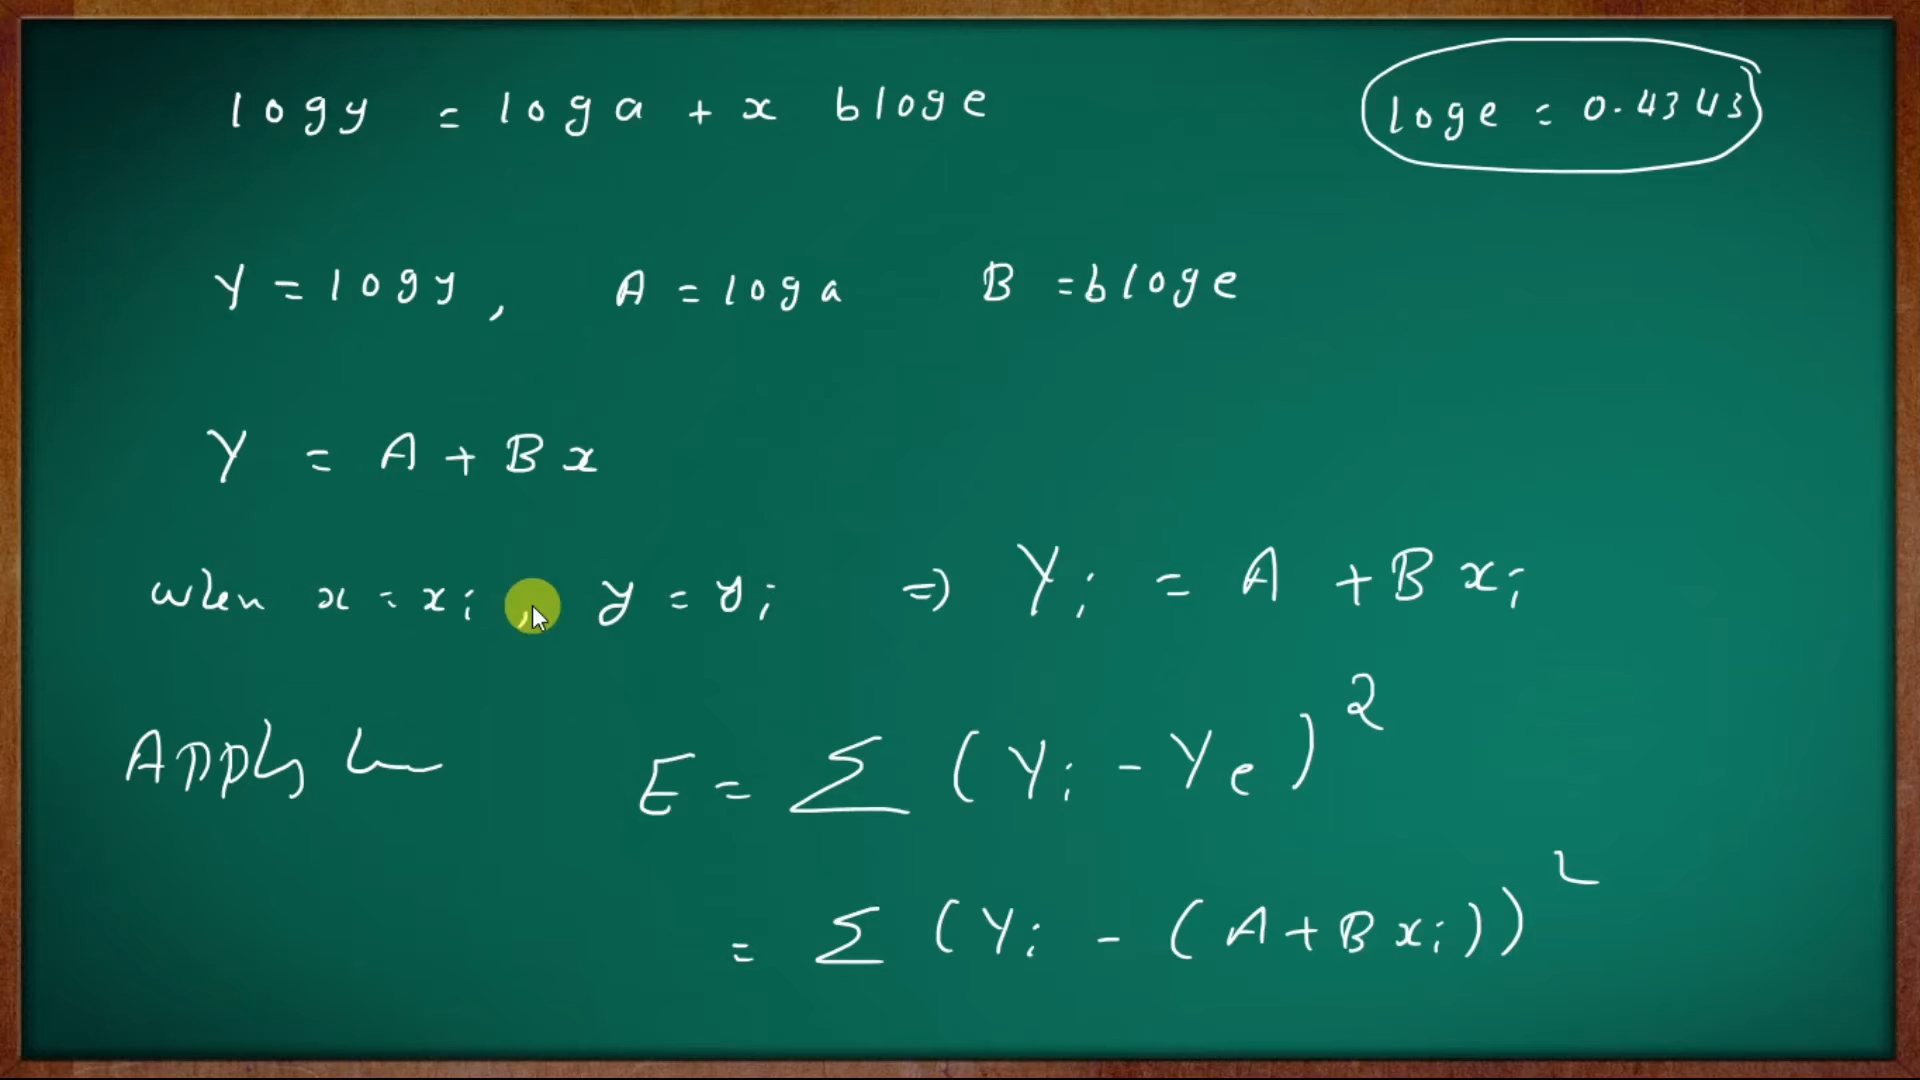 log y = log a + x b log e
log e = 0.4343
Y = log y, A = log a B = b log e
Y = A + B x
when x = xi , y = yi => Yi = A + B xi
Apply E = Σ (Yi - Ye)²
= Σ (Yi - (A + B xi))²